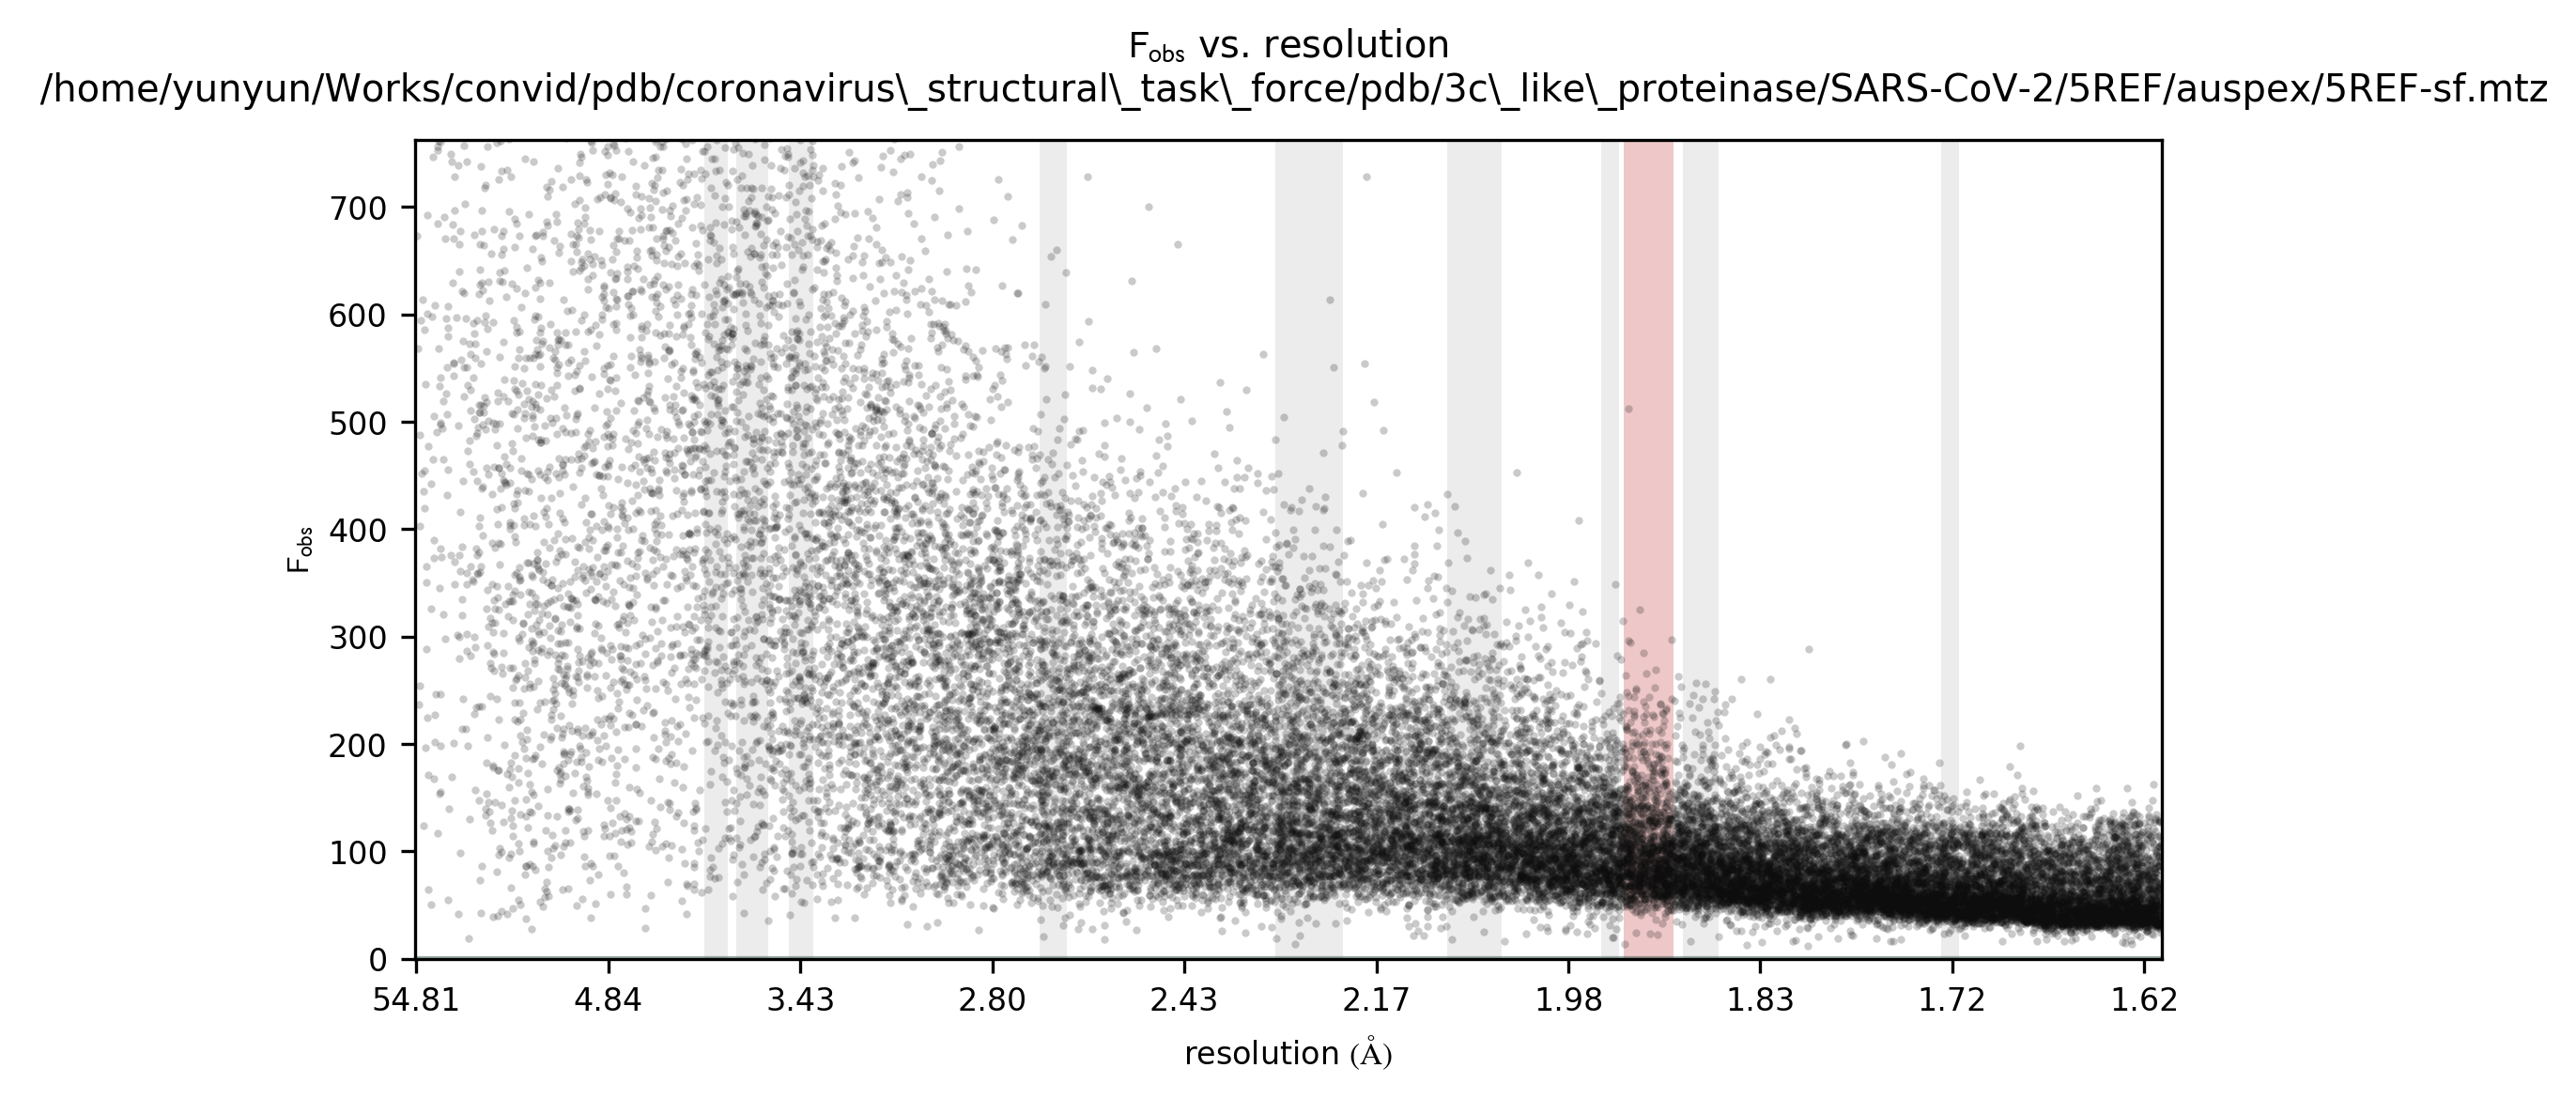 Fobs vs. resolution
/home/yunyun/Works/convid/pdb/coronavirus\_structural\_task\_force/pdb/3c\_like\_proteinase/SARS-CoV-2/5REF/auspex/5REF-sf.mtz
700
600
500
400
300
200
100
0
Fobs
54.81 4.84 3.43 2.80 2.43 2.17 1.98 1.83 1.72 1.62
resolution (Å)